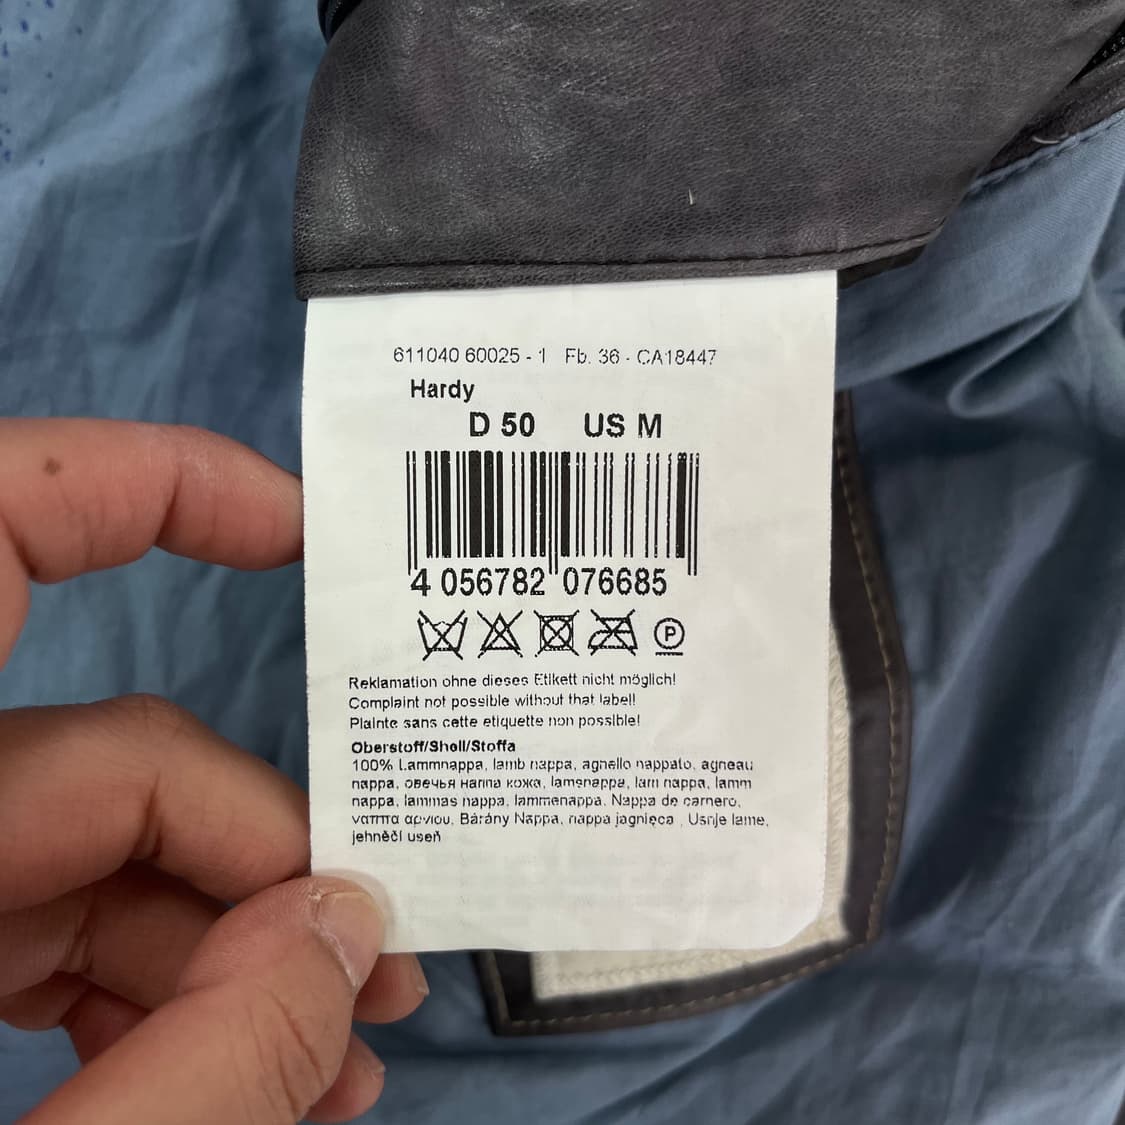 611040 60025 - 1 Fb. 36 - CA18447
Hardy
D 50 US M
4 056782 076685
P
Reklamation ohne dieses Etikett nicht möglich!
Complaint not possible without that label!
Plainte sans cette etiquette non possible!
Oberstoff/Shell/Stoffa
100% Lammnappa, lamb nappa, agnello nappato, agneau
nappa, овечья наппа кожа, lamsnappa, lam nappa, lamm
nappa, lammas nappa, lammenappa, Nappa de carnero,
ναππα αρνιου, Bárány Nappa, nappa jagnięca , Usnje lame,
jehněčí useň